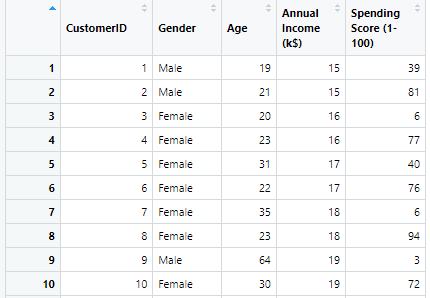 CustomerID Gender Age Annual Income (k$) Spending Score (1-100)
1 1 Male 19 15 39
2 2 Male 21 15 81
3 3 Female 20 16 6
4 4 Female 23 16 77
5 5 Female 31 17 40
6 6 Female 22 17 76
7 7 Female 35 18 6
8 8 Female 23 18 94
9 9 Male 64 19 3
10 10 Female 30 19 72